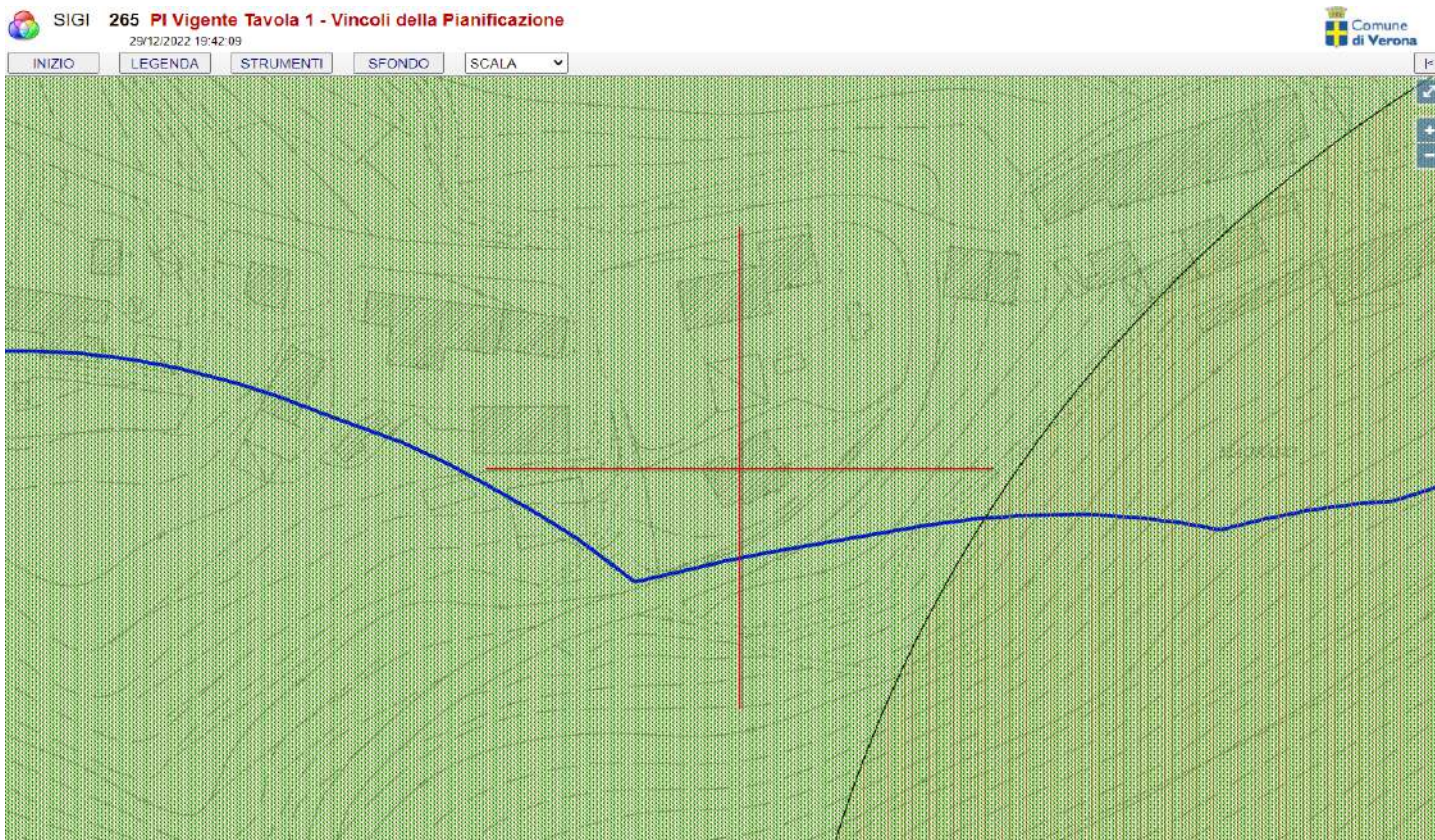 SIGI 265 PI Vigente Tavola 1 - Vincoli della Pianificazione
29/12/2022 19:42:09
Comune
di Verona
INIZIO LEGENDA STRUMENTI SFONDO SCALA
|<
+
−